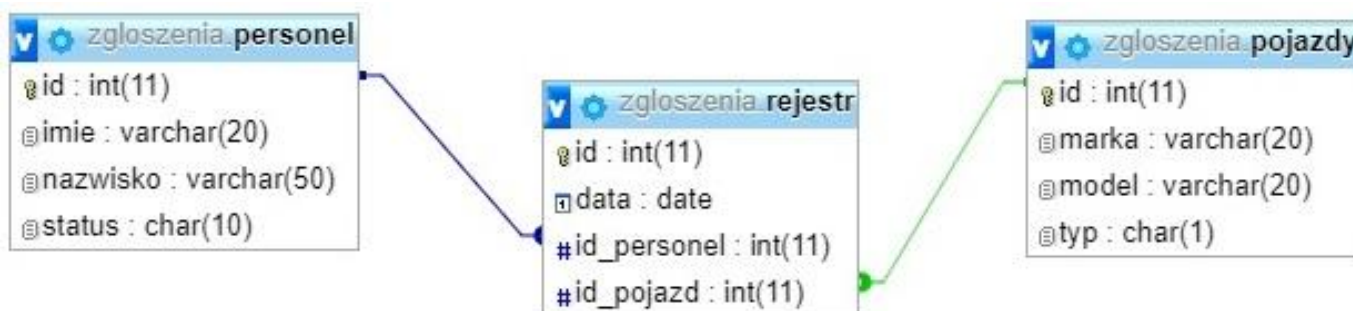 zgloszenia.personel
id : int(11)
imie : varchar(20)
nazwisko : varchar(50)
status : char(10)
zgloszenia.rejestr
id : int(11)
data : date
id_personel : int(11)
id_pojazd : int(11)
zgloszenia.pojazdy
id : int(11)
marka : varchar(20)
model : varchar(20)
typ : char(1)